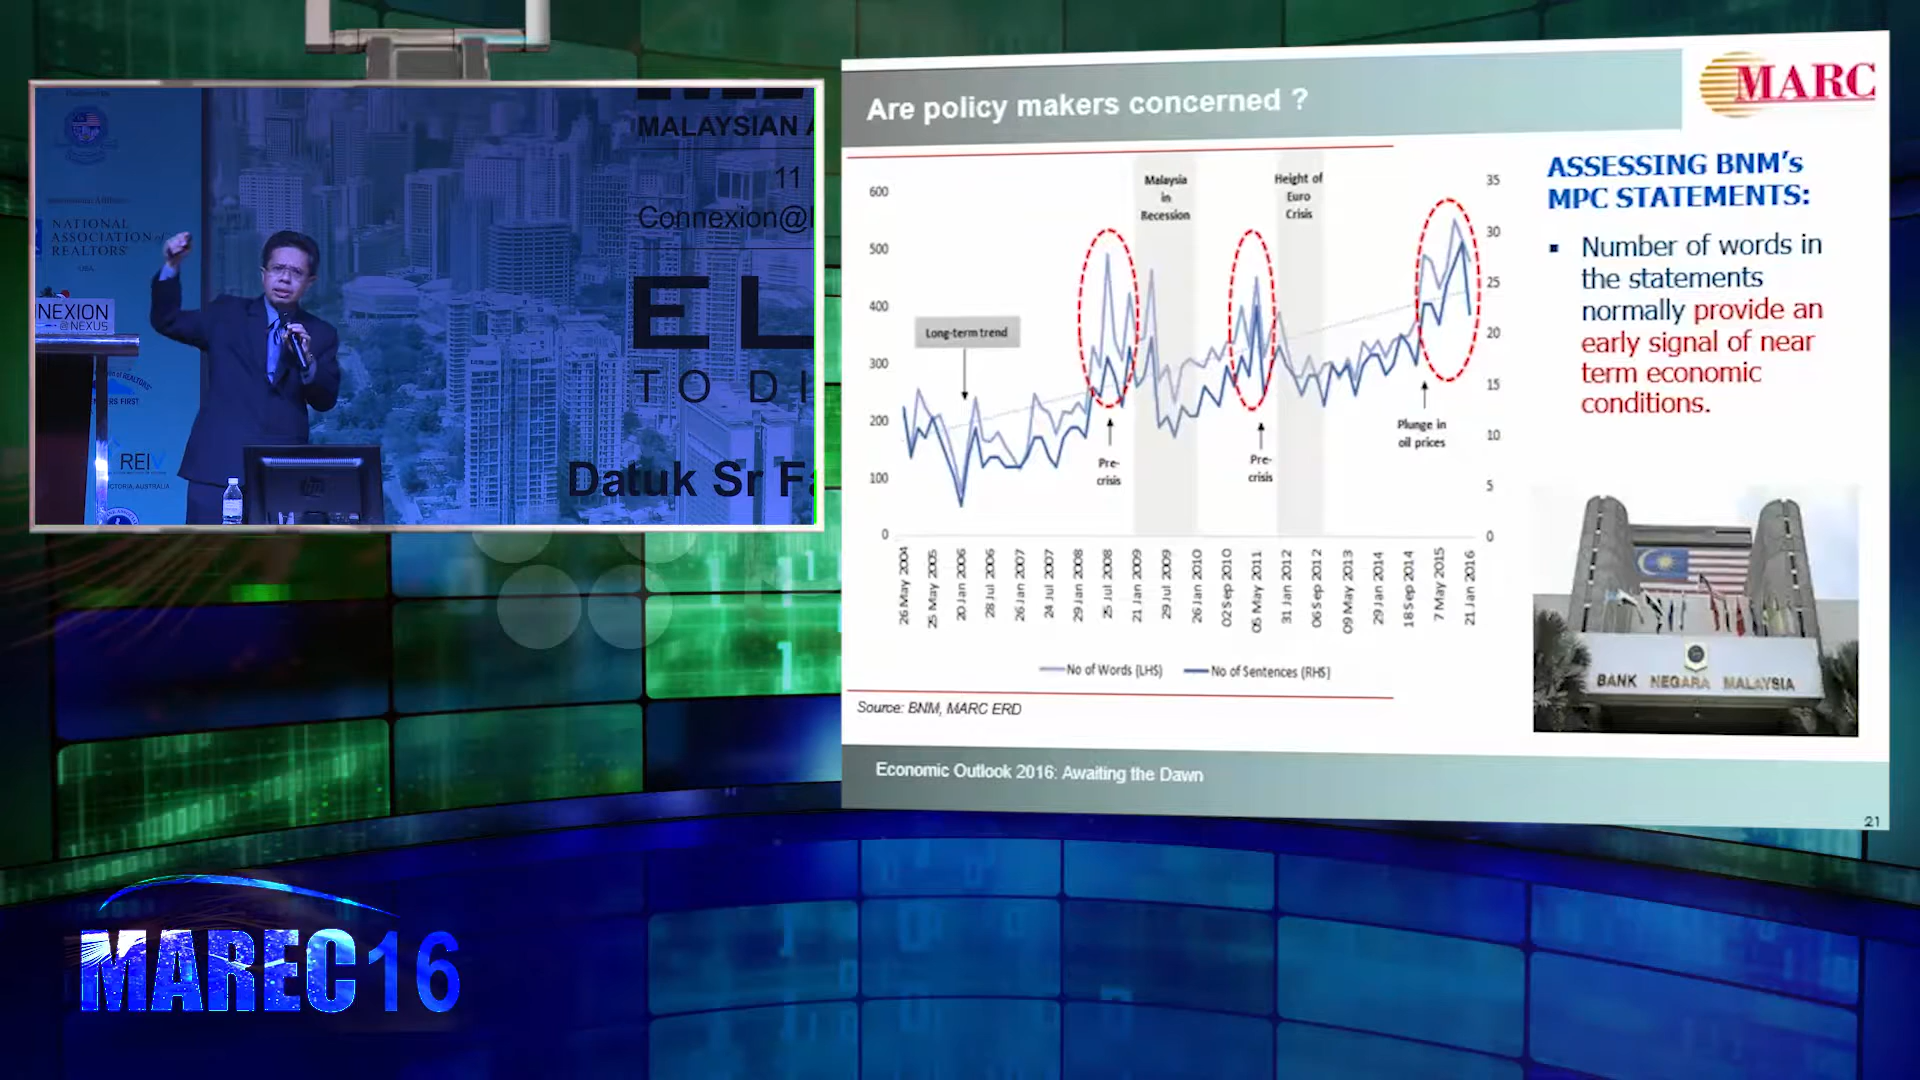 NATIONAL
ASSOCIATION of
REALTORS
USA
NEXION
@NEXUS
REIV
MALAYSIAN
11
Connexion@
EL
TO DI
Datuk Sr Fa
MAREC16
Are policy makers concerned ?
MARC
600
500
400
300
200
100
0
35
30
25
20
15
10
5
0
Malaysia
in
Recession
Height of
Euro
Crisis
Long-term trend
Pre-
crisis
Pre-
crisis
Plunge in
oil prices
26 May 2004
25 May 2005
20 Jan 2006
28 Jul 2006
26 Jan 2007
24 Jul 2007
29 Jan 2008
25 Jul 2008
21 Jan 2009
29 Jul 2009
26 Jan 2010
02 Sep 2010
05 May 2011
31 Jan 2012
06 Sep 2012
09 May 2013
29 Jan 2014
18 Sep 2014
7 May 2015
21 Jan 2016
No of Words (LHS)
No of Sentences (RHS)
Source: BNM, MARC ERD
ASSESSING BNM's
MPC STATEMENTS:
▪ Number of words in
the statements
normally provide an
early signal of near
term economic
conditions.
BANK NEGARA MALAYSIA
Economic Outlook 2016: Awaiting the Dawn
21